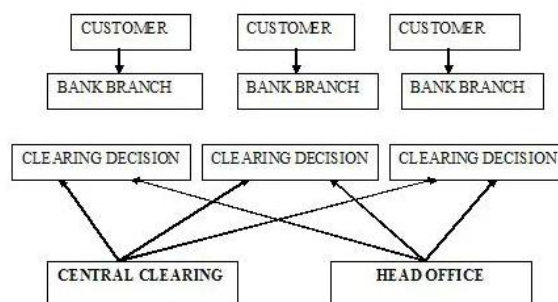 CUSTOMER
CUSTOMER
CUSTOMER
BANK BRANCH
BANK BRANCH
BANK BRANCH
CLEARING DECISION
CLEARING DECISION
CLEARING DECISION
CENTRAL CLEARING
HEAD OFFICE